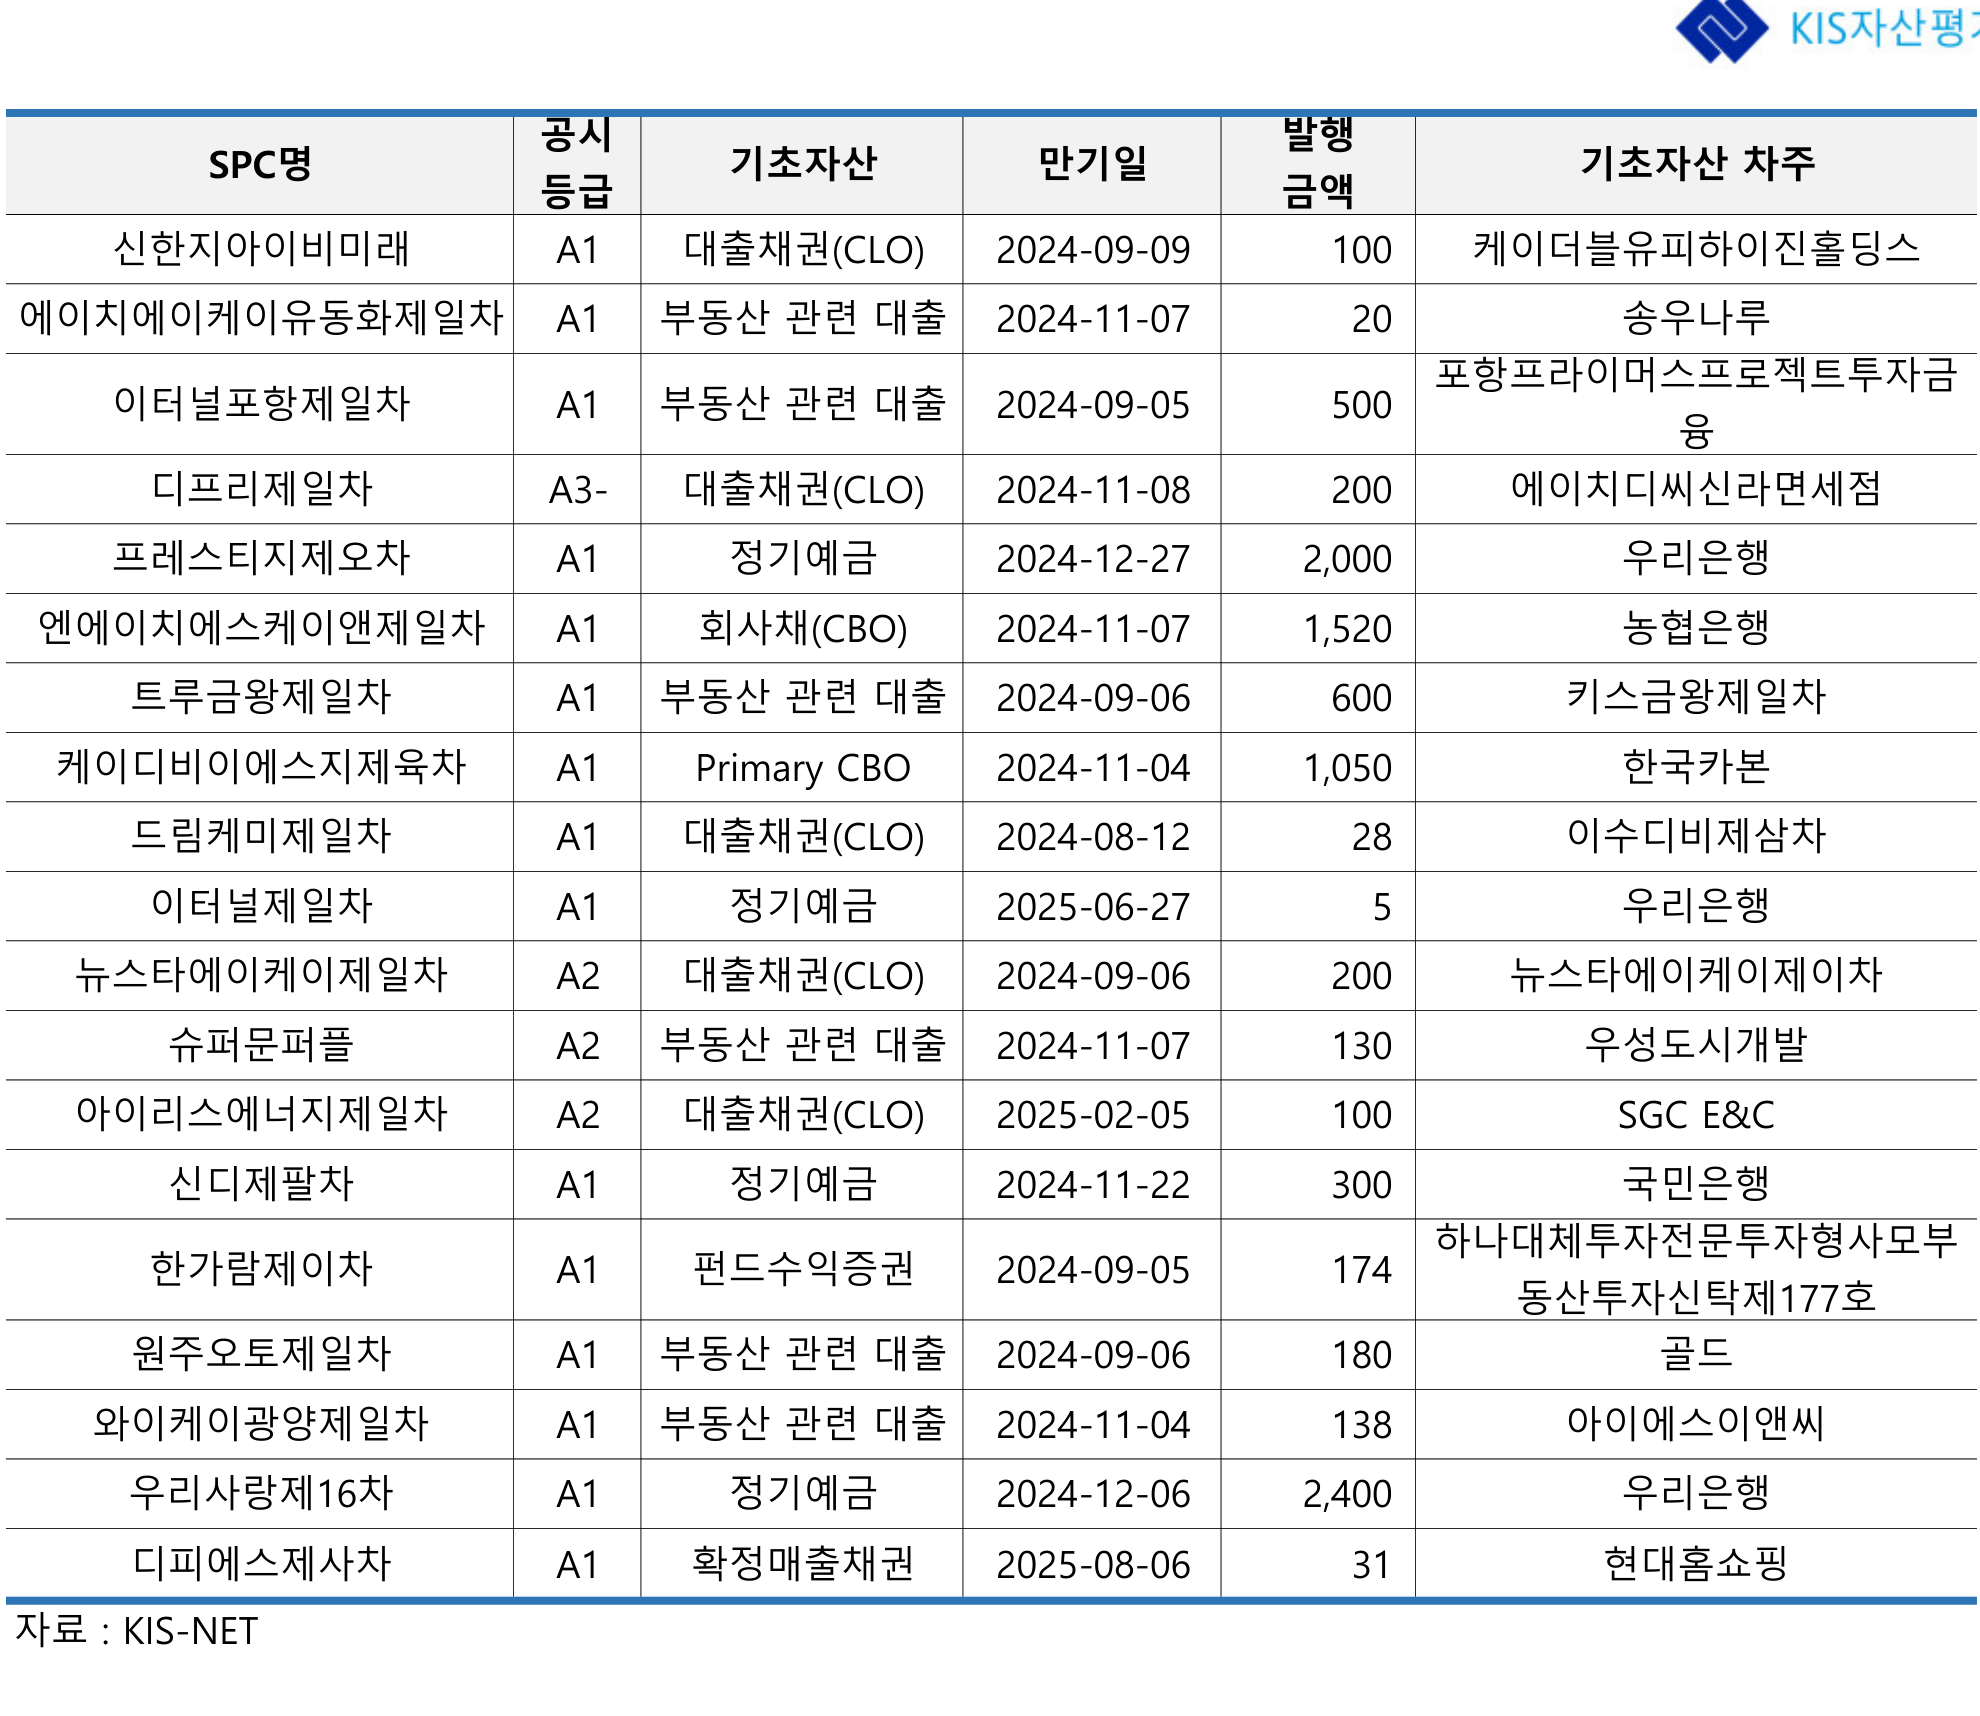 KIS자산평가
SPC명 공시 등급 기초자산 만기일 발행 금액 기초자산 차주
신한지아이비미래 A1 대출채권(CLO) 2024-09-09 100 케이더블유피하이진홀딩스
에이치에이케이유동화제일차 A1 부동산 관련 대출 2024-11-07 20 송우나루
이터널포항제일차 A1 부동산 관련 대출 2024-09-05 500 포항프라이머스프로젝트투자금
융
디프리제일차 A3- 대출채권(CLO) 2024-11-08 200 에이치디씨신라면세점
프레스티지제오차 A1 정기예금 2024-12-27 2,000 우리은행
엔에이치에스케이앤제일차 A1 회사채(CBO) 2024-11-07 1,520 농협은행
트루금왕제일차 A1 부동산 관련 대출 2024-09-06 600 키스금왕제일차
케이디비이에스지제육차 A1 Primary CBO 2024-11-04 1,050 한국카본
드림케미제일차 A1 대출채권(CLO) 2024-08-12 28 이수디비제삼차
이터널제일차 A1 정기예금 2025-06-27 5 우리은행
뉴스타에이케이제일차 A2 대출채권(CLO) 2024-09-06 200 뉴스타에이케이제이차
슈퍼문퍼플 A2 부동산 관련 대출 2024-11-07 130 우성도시개발
아이리스에너지제일차 A2 대출채권(CLO) 2025-02-05 100 SGC E&C
신디제팔차 A1 정기예금 2024-11-22 300 국민은행
한가람제이차 A1 펀드수익증권 2024-09-05 174 하나대체투자전문투자형사모부
동산투자신탁제177호
원주오토제일차 A1 부동산 관련 대출 2024-09-06 180 골드
와이케이광양제일차 A1 부동산 관련 대출 2024-11-04 138 아이에스이앤씨
우리사랑제16차 A1 정기예금 2024-12-06 2,400 우리은행
디피에스제사차 A1 확정매출채권 2025-08-06 31 현대홈쇼핑
자료 : KIS-NET